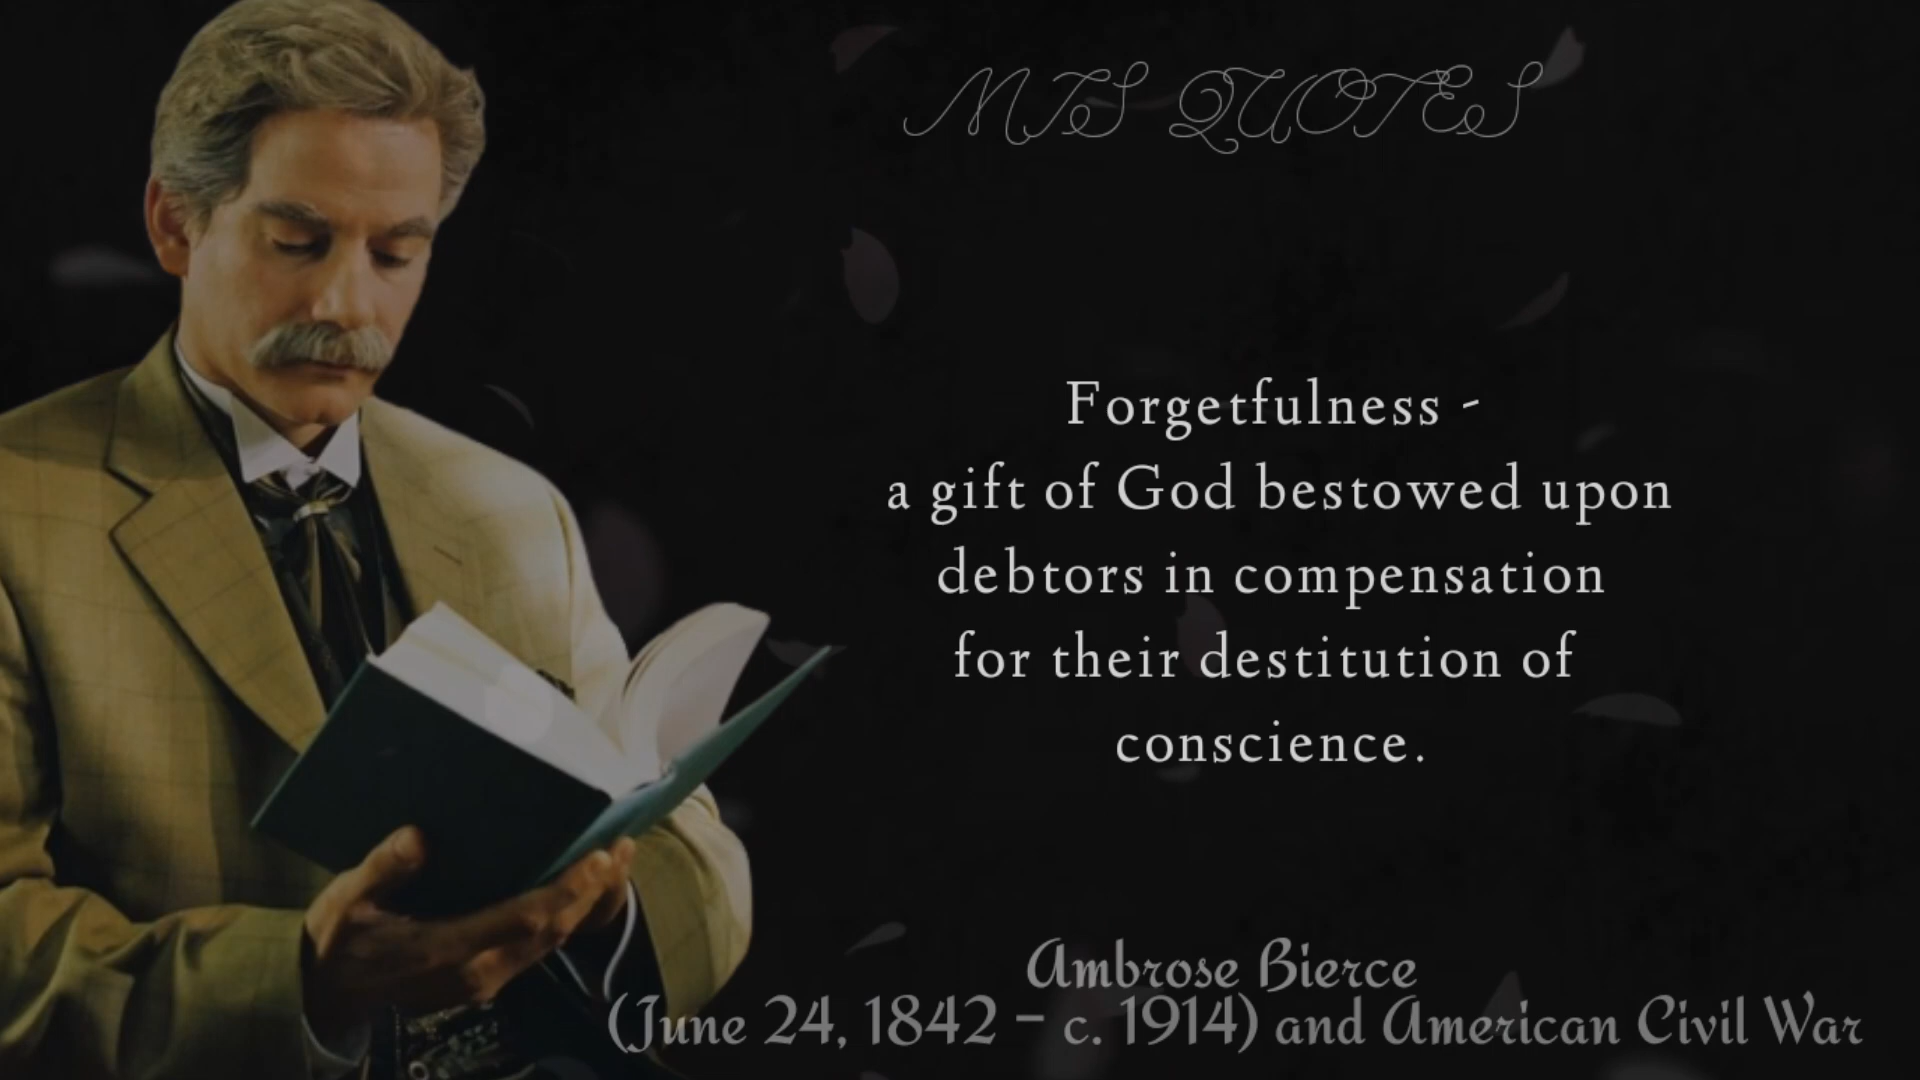 MTS QUOTES
Forgetfulness -
a gift of God bestowed upon
debtors in compensation
for their destitution of
conscience.
Ambrose Bierce
(June 24, 1842 – c. 1914) and American Civil War